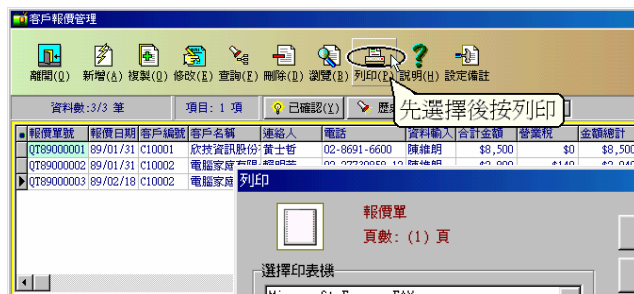 客戶報價管理
離開(Q) 新增(A) 複製(O) 修改(E) 查詢(F) 刪除(D) 瀏覽(B) 列印(P) 說明(H) 設定備註
資料數:3/3 筆 項目: 1 項 已確認(Y) 歷
先選擇後按列印
報價單號 報價日期 客戶編號 客戶名稱 連絡人 電話 資料輸入 合計金額 營業稅 金額總計
QT89000001 89/01/31 C10001 欣技資訊股份 黃士哲 02-8691-6600 陳維明 $8,500 $0 $8,500
QT89000002 89/01/31 C10002 電腦家庭有限
QT89000003 89/02/18 C10002 電腦家庭
列印
報價單
頁數: (1) 頁
選擇印表機